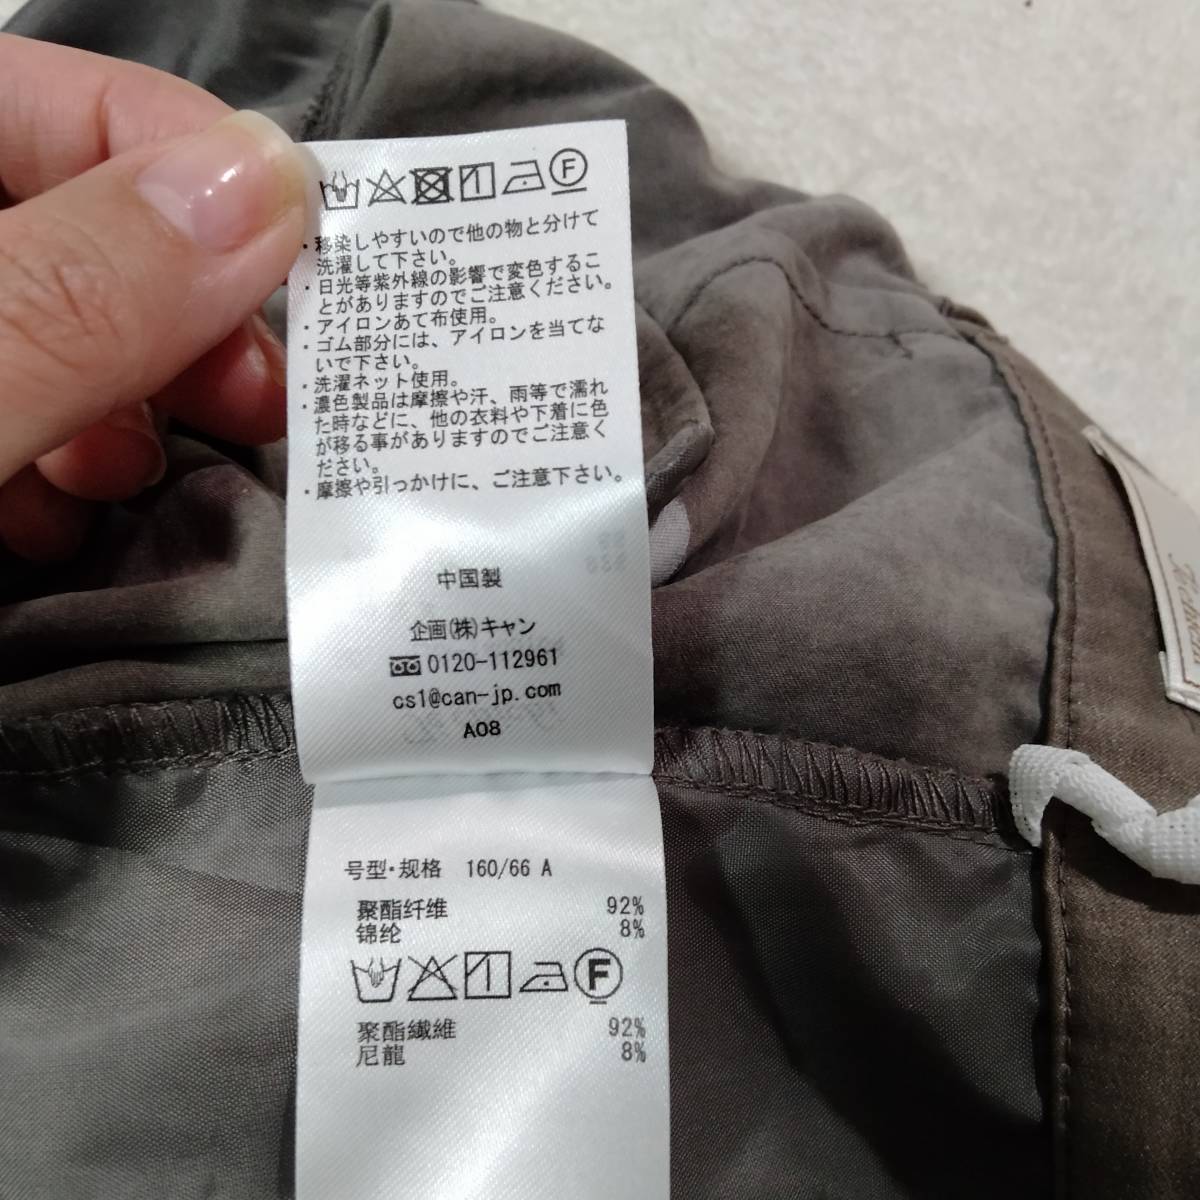 ・移染しやすいので他の物と分けて
洗濯して下さい。
・日光等紫外線の影響で変色するこ
とがありますのでご注意ください。
・アイロンあて布使用。
・ゴム部分には、アイロンを当てな
いで下さい。
・洗濯ネット使用。
・濃色製品は摩擦や汗、雨等で濡れ
た時などに、他の衣料や下着に色
が移る事がありますのでご注意く
ださい。
・摩擦や引っかけに、ご注意下さい。
中国製
企画(株)キャン
0120-112961
cs1@can-jp.com
A08
号型・规格 160/66 A
聚酯纤维 92%
锦纶 8%
F
聚酯纖維 92%
尼龍 8%